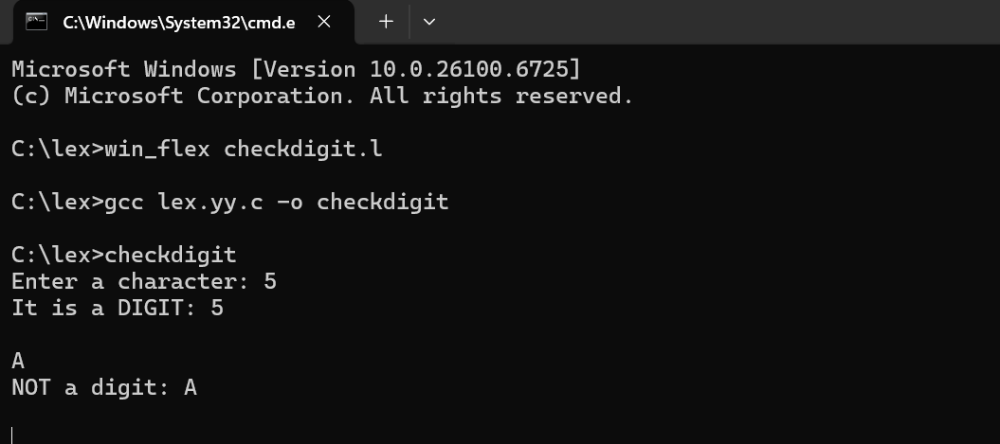 C:\Windows\System32\cmd.e
Microsoft Windows [Version 10.0.26100.6725]
(c) Microsoft Corporation. All rights reserved.
C:\lex>win_flex checkdigit.l
C:\lex>gcc lex.yy.c -o checkdigit
C:\lex>checkdigit
Enter a character: 5
It is a DIGIT: 5
A
NOT a digit: A